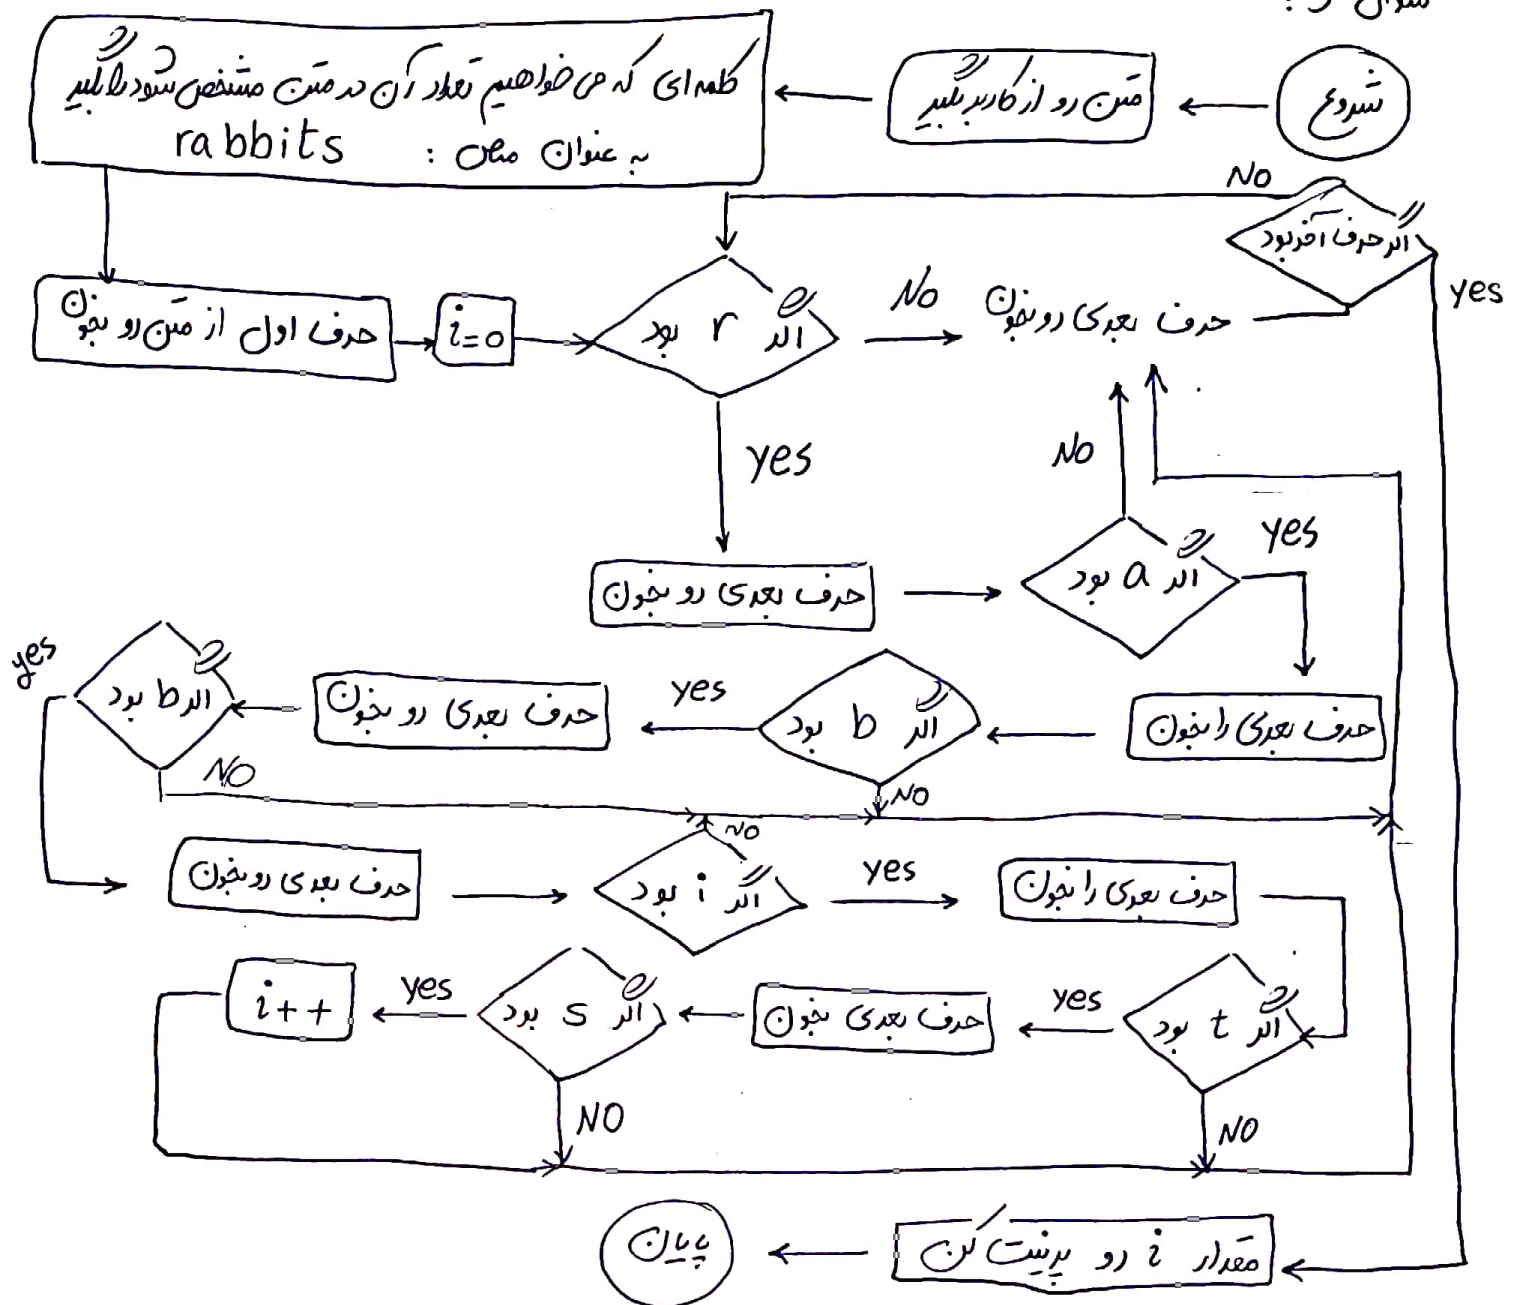 شروع
متن رو از کاربر بگیر
کلمه‌ای که می‌خواهیم تعداد آن در متن مشخص شود را بگیر
به عنوان مثال : rabbits
حرف اول از متن رو بخون
i=0
اگر r بود
No
حرف بعدی رو بخون
اگر حرف آخر بود
No
yes
yes
حرف بعدی رو بخون
اگر a بود
No
yes
حرف بعدی را بخون
اگر b بود
NO
yes
حرف بعدی رو بخون
اگر b بود
NO
yes
حرف بعدی رو بخون
اگر i بود
NO
yes
حرف بعدی را بخون
اگر t بود
NO
yes
حرف بعدی بخون
اگر s بود
NO
yes
i++
مقدار i رو پرینت کن
پایان